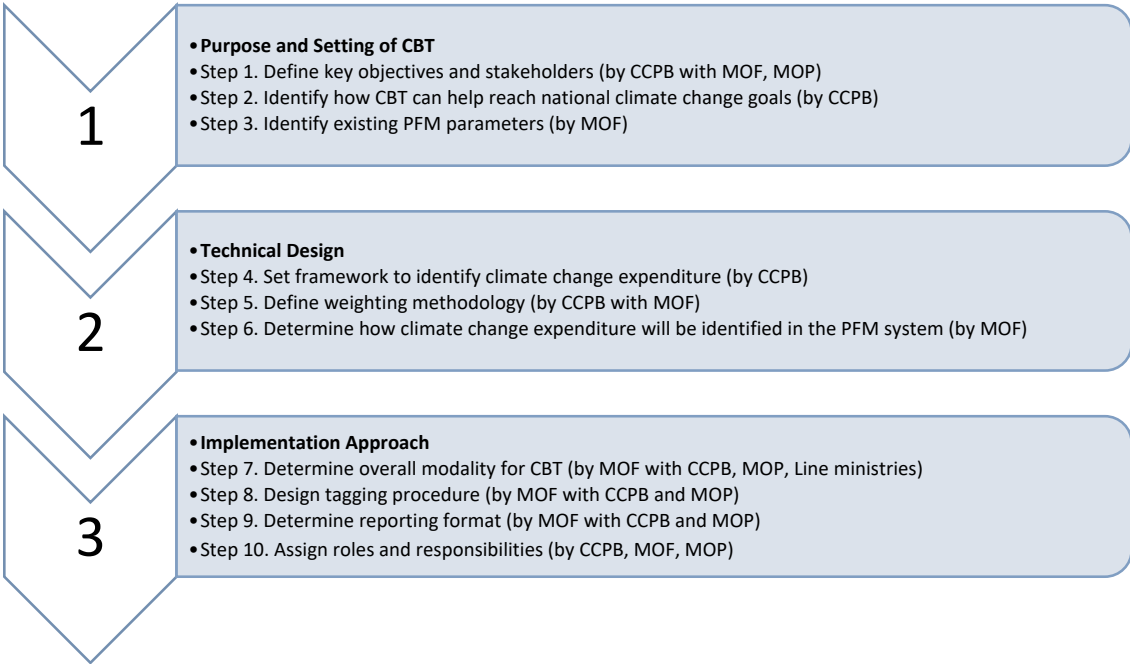 1
•Purpose and Setting of CBT
•Step 1. Define key objectives and stakeholders (by CCPB with MOF, MOP)
•Step 2. Identify how CBT can help reach national climate change goals (by CCPB)
•Step 3. Identify existing PFM parameters (by MOF)
2
•Technical Design
•Step 4. Set framework to identify climate change expenditure (by CCPB)
•Step 5. Define weighting methodology (by CCPB with MOF)
•Step 6. Determine how climate change expenditure will be identified in the PFM system (by MOF)
3
•Implementation Approach
•Step 7. Determine overall modality for CBT (by MOF with CCPB, MOP, Line ministries)
•Step 8. Design tagging procedure (by MOF with CCPB and MOP)
•Step 9. Determine reporting format (by MOF with CCPB and MOP)
•Step 10. Assign roles and responsibilities (by CCPB, MOF, MOP)